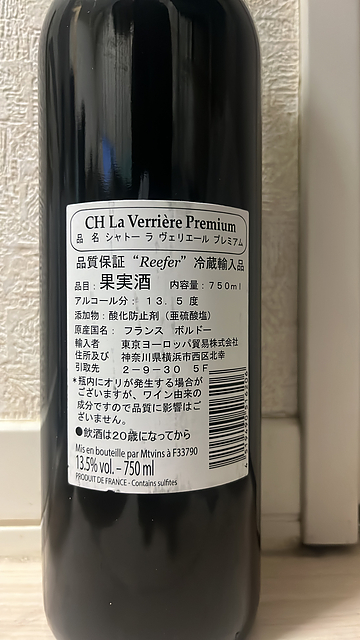 CH La Verrière Premium
品 名 シャトー ラ ヴェリエール プレミアム
品質保証 “Reefer” 冷蔵輸入品
品目：果実酒 内容量：750ml
アルコール分： 13.5度
添加物：酸化防止剤（亜硫酸塩）
原産国名： フランス ボルドー
輸入者 東京ヨーロッパ貿易株式会社
住所及び 神奈川県横浜市西区北幸
引取先 2－9－30 5F
*瓶内にオリが発生する場合が
ございますが、ワイン由来の
成分ですので品質に影響はご
ざいません。
●飲酒は20歳になってから
Mis en bouteille par Mtvins à F33790
13.5% vol. – 750 ml
PRODUIT DE FRANCE - Contains sulfites